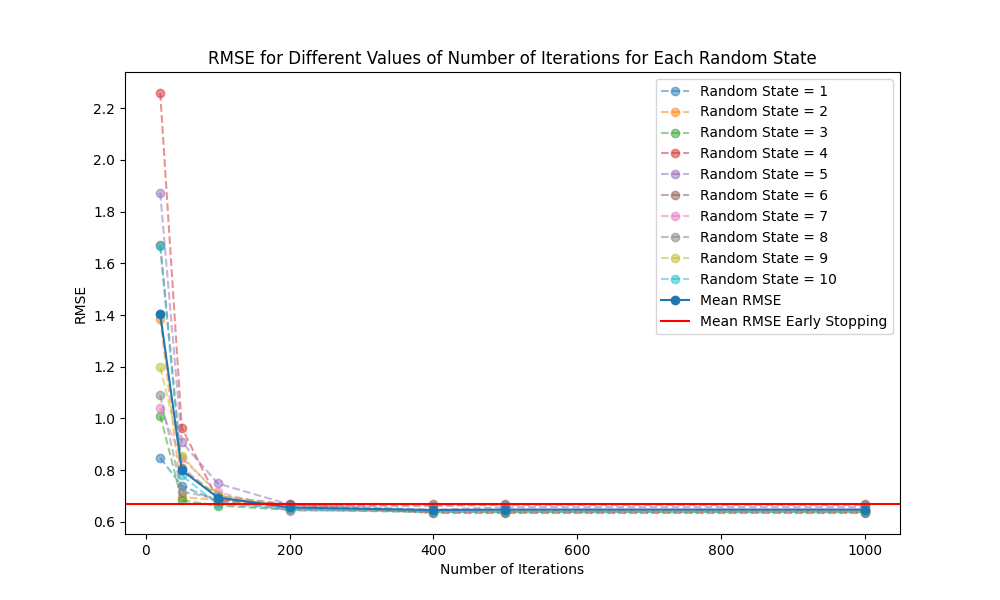 RMSE for Different Values of Number of Iterations for Each Random State
RMSE
2.2
2.0
1.8
1.6
1.4
1.2
1.0
0.8
0.6
Random State = 1
Random State = 2
Random State = 3
Random State = 4
Random State = 5
Random State = 6
Random State = 7
Random State = 8
Random State = 9
Random State = 10
Mean RMSE
Mean RMSE Early Stopping
0 200 400 600 800 1000
Number of Iterations